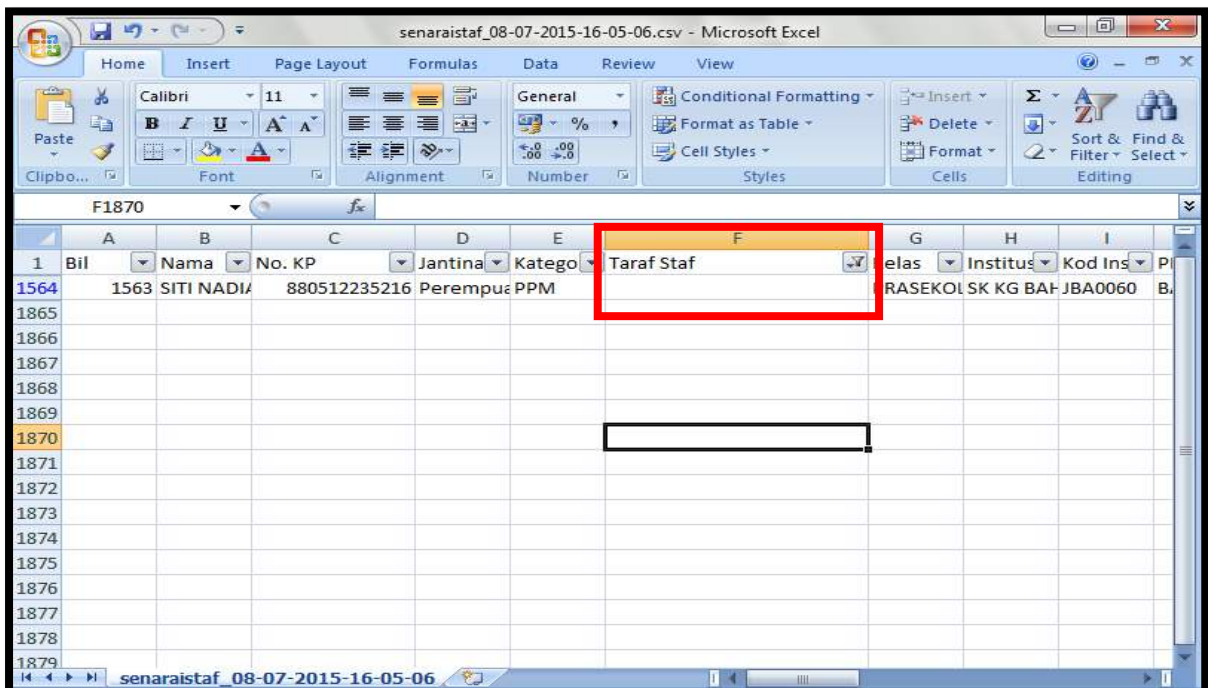 senaraistaf_08-07-2015-16-05-06.csv - Microsoft Excel
Home Insert Page Layout Formulas Data Review View
Calibri 11 General Conditional Formatting Insert Σ
Paste B I U A A % , Format as Table Delete Sort & Find &
.0 .00 .00 .0 Cell Styles Format Filter Select
Clipbo... Font Alignment Number Styles Cells Editing
F1870 fx
A B C D E F G H I
1 Bil Nama No. KP Jantina Katego Taraf Staf elas Institus Kod Ins
1564 1563 SITI NADIA 880512235216 Perempua PPM RASEKOL SK KG BAH JBA0060
1865
1866
1867
1868
1869
1870
1871
1872
1873
1874
1875
1876
1877
1878
1879
senaraistaf_08-07-2015-16-05-06